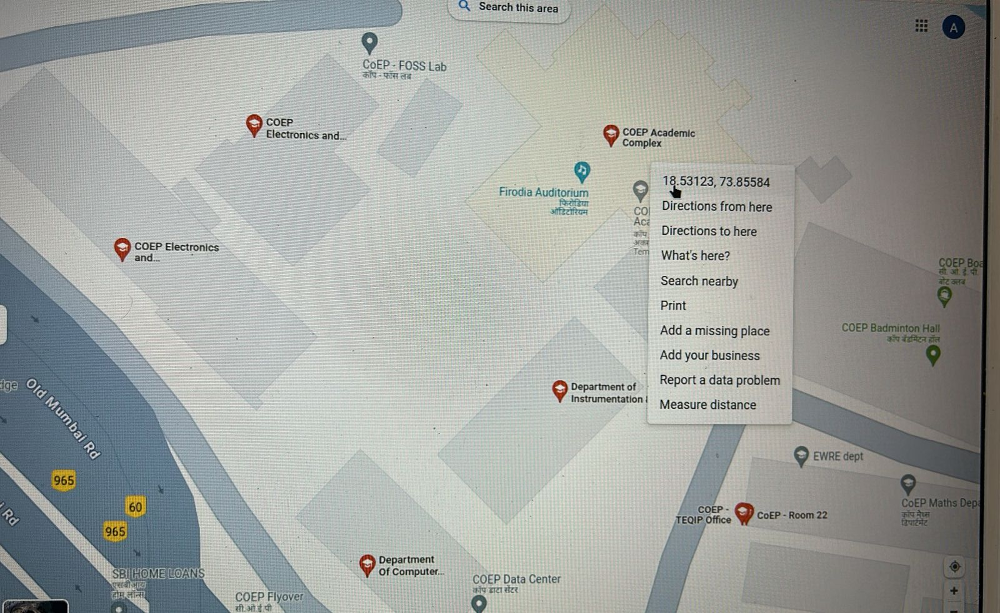 Search this area
A
CoEP - FOSS Lab
कॉप - फॉस लॅब
COEP
Electronics and...
COEP Academic
Complex
Firodia Auditorium
फिरोदिया
ऑडिटोरियम
COEP Electronics
and...
18.53123, 73.85584
Directions from here
Directions to here
What's here?
Search nearby
Print
Add a missing place
Add your business
Report a data problem
Measure distance
Tem
COEP Boa
सी. ओ. ई. पी.
बोट क्लब
COEP Badminton Hall
कॉप बॅडमिंटन हॉल
Department of
Instrumentation
dge
Old Mumbai Rd
965
60
965
Rd
EWRE dept
CoEP Maths Depa
कॉप मॅथ्स
डिपार्टमेंट
COEP -
TEQIP Office
CoEP - Room 22
Department
Of Computer...
COEP Data Center
कॉप डाटा सेंटर
SBI HOME LOANS
एसबीआय
होम लॉन्स
COEP Flyover
सी.ओ.ई.पी